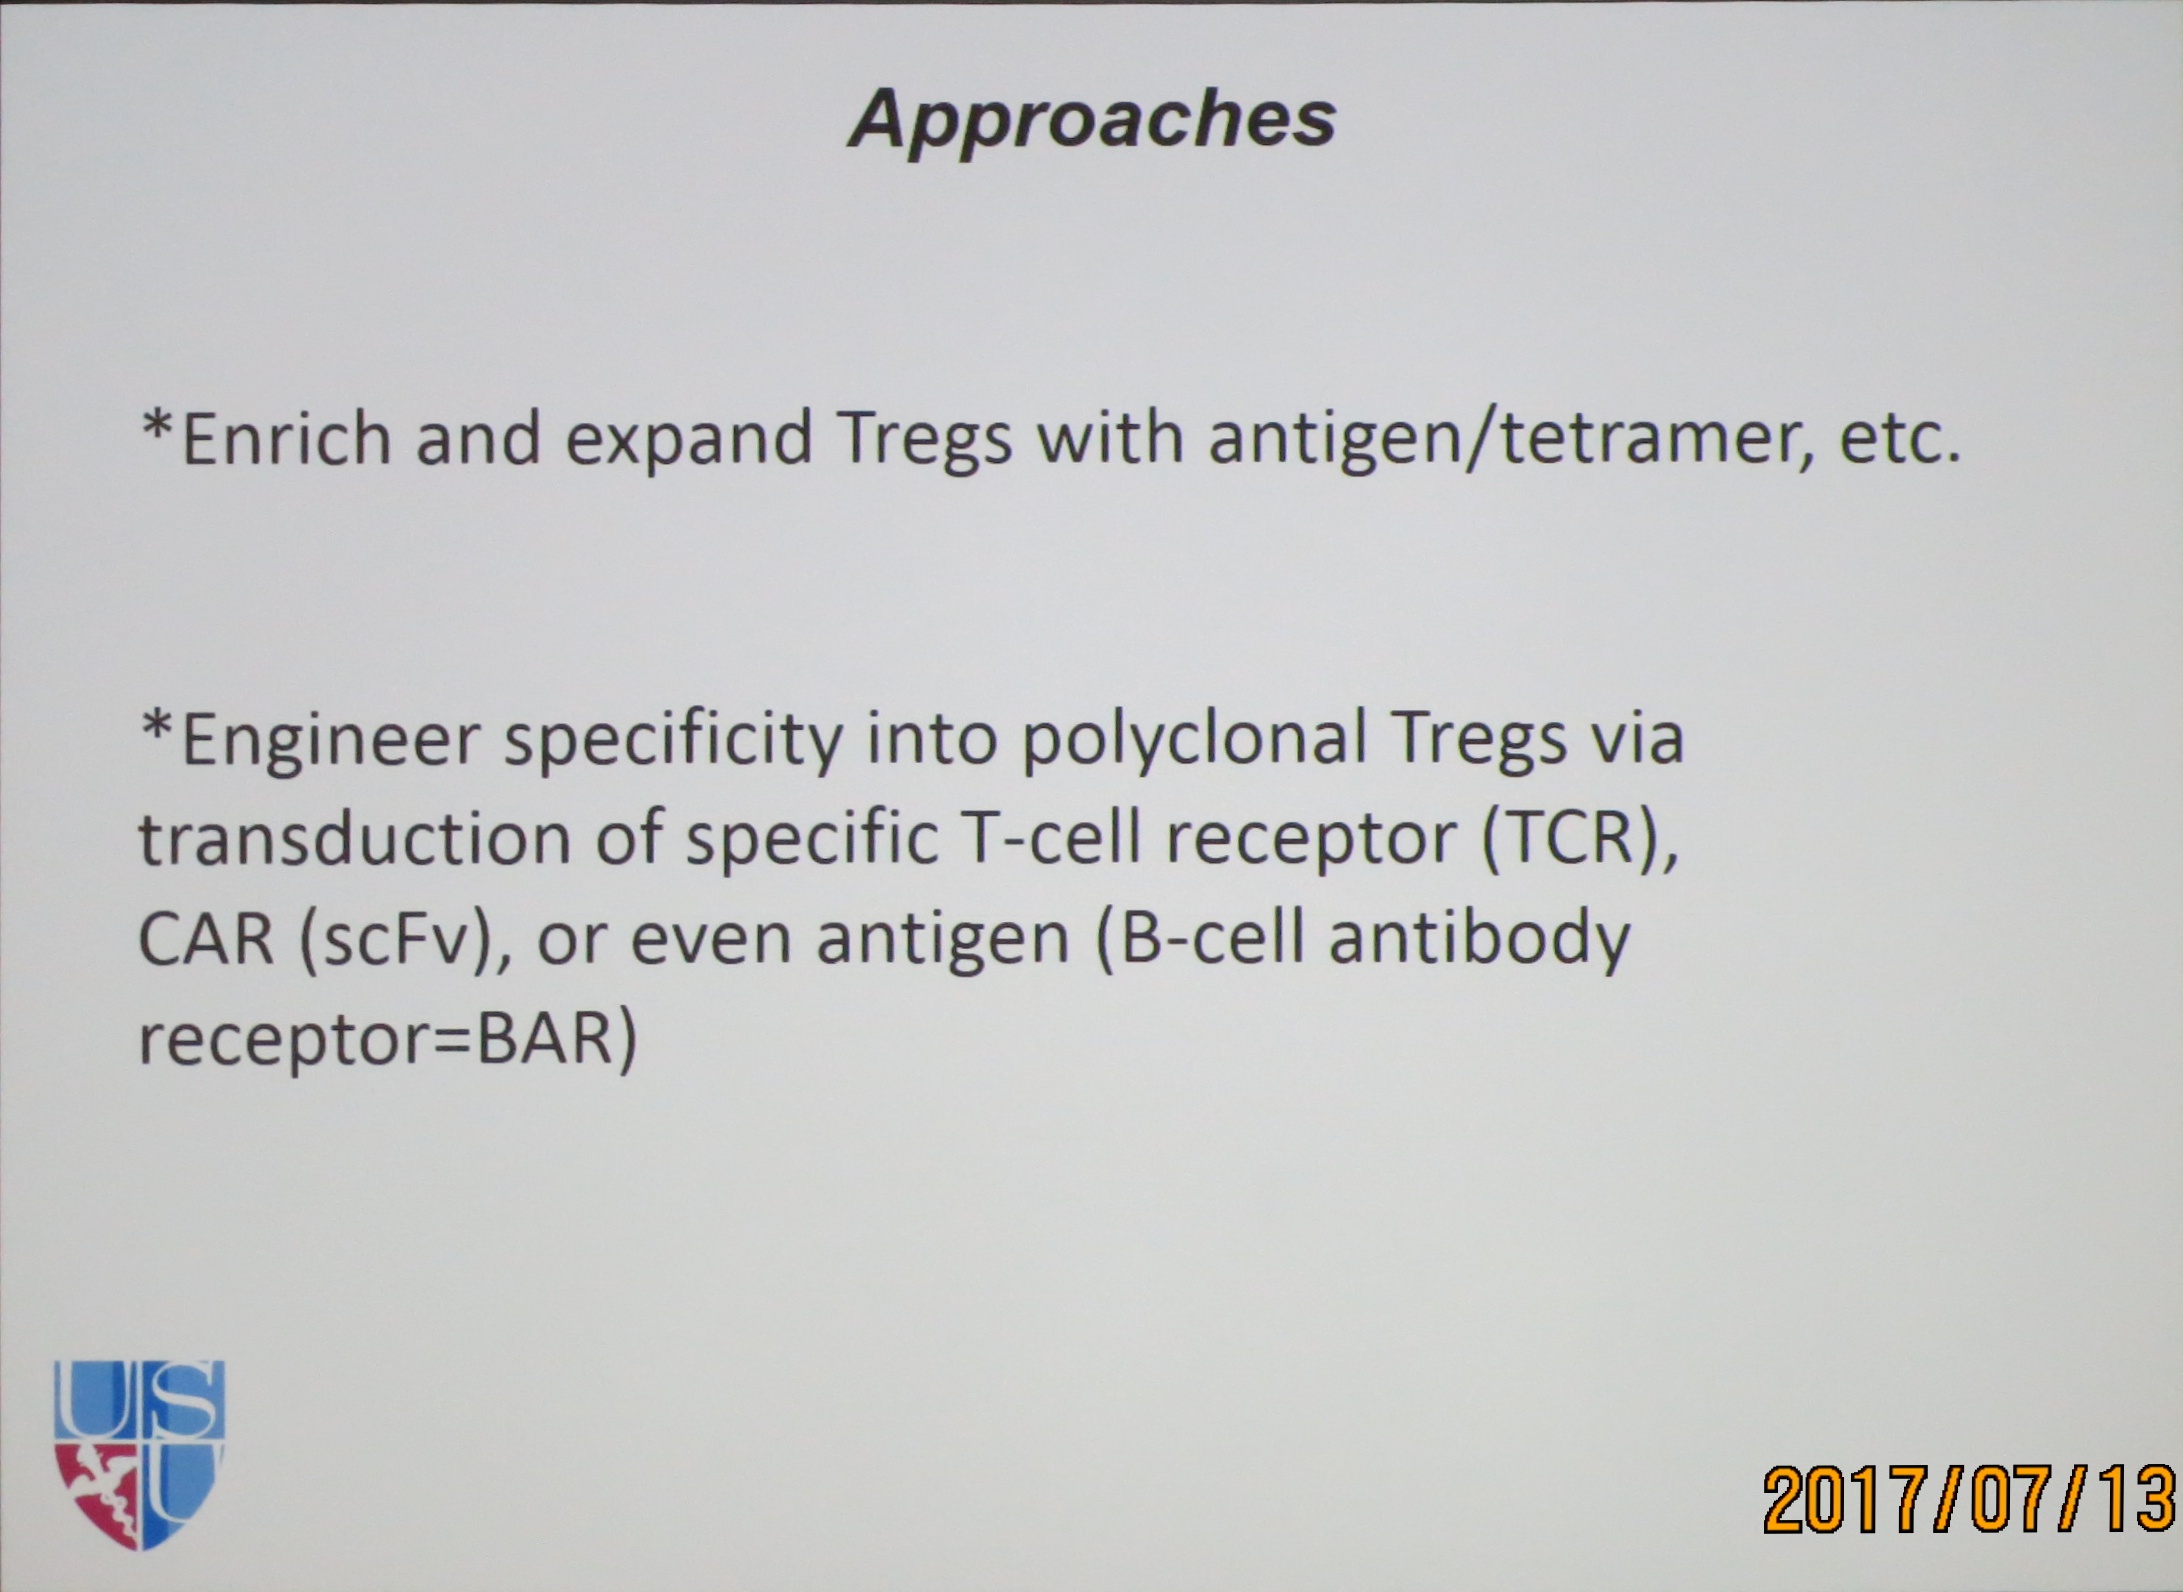 Approaches
*Enrich and expand Tregs with antigen/tetramer, etc.
*Engineer specificity into polyclonal Tregs via
transduction of specific T-cell receptor (TCR),
CAR (scFv), or even antigen (B-cell antibody
receptor=BAR)
US
U
2017/07/13